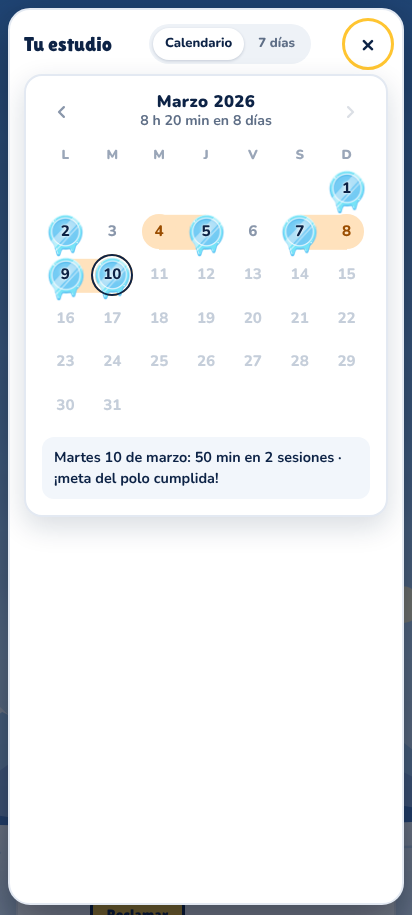 Tu estudio
Calendario
7 días
Marzo 2026
8 h 20 min en 8 días
L M M J V S D
1
2 3 4 5 6 7 8
9 10 11 12 13 14 15
16 17 18 19 20 21 22
23 24 25 26 27 28 29
30 31
Martes 10 de marzo: 50 min en 2 sesiones ·
¡meta del polo cumplida!
Reclamar